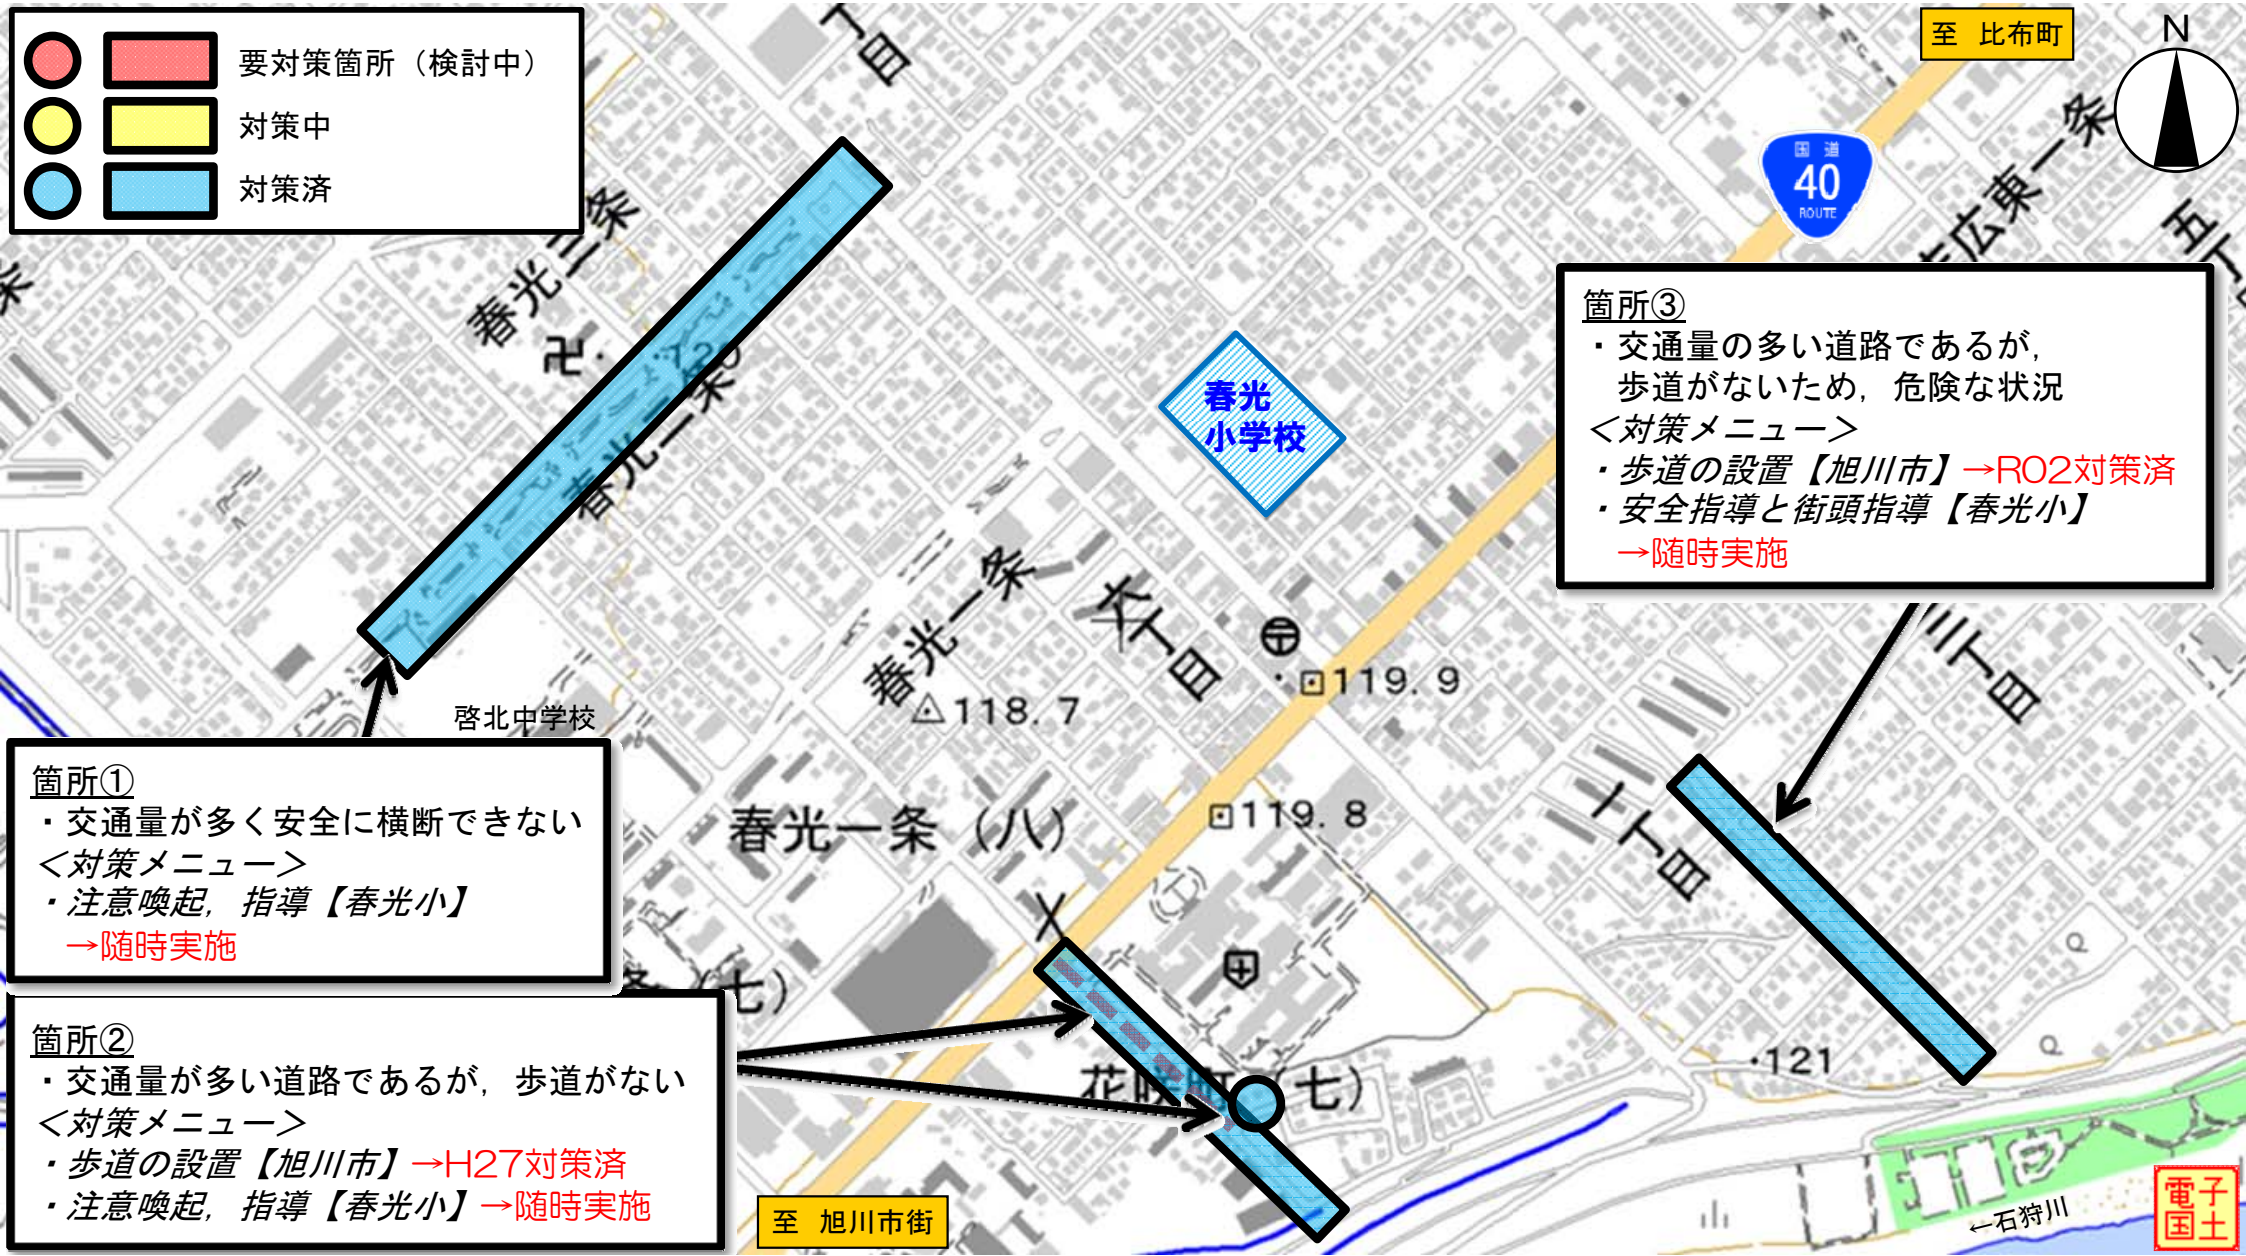 要対策箇所（検討中）
対策中
対策済
至 比布町
N
国道
40
ROUTE
丁目
春光三条
春光二条
春光一条
六丁目
春光
小学校
箇所③
・交通量の多い道路であるが，
歩道がないため，危険な状況
＜対策メニュー＞
・歩道の設置【旭川市】→R02対策済
・安全指導と街頭指導【春光小】
→随時実施
119.9
118.7
119.8
啓北中学校
箇所①
・交通量が多く安全に横断できない
＜対策メニュー＞
・注意喚起，指導【春光小】
→随時実施
春光一条（八）
三丁目
二丁目
箇所②
・交通量が多い道路であるが，歩道がない
＜対策メニュー＞
・歩道の設置【旭川市】→H27対策済
・注意喚起，指導【春光小】→随時実施
条（七）
花咲町（七）
121
至 旭川市街
←石狩川
電子
国土